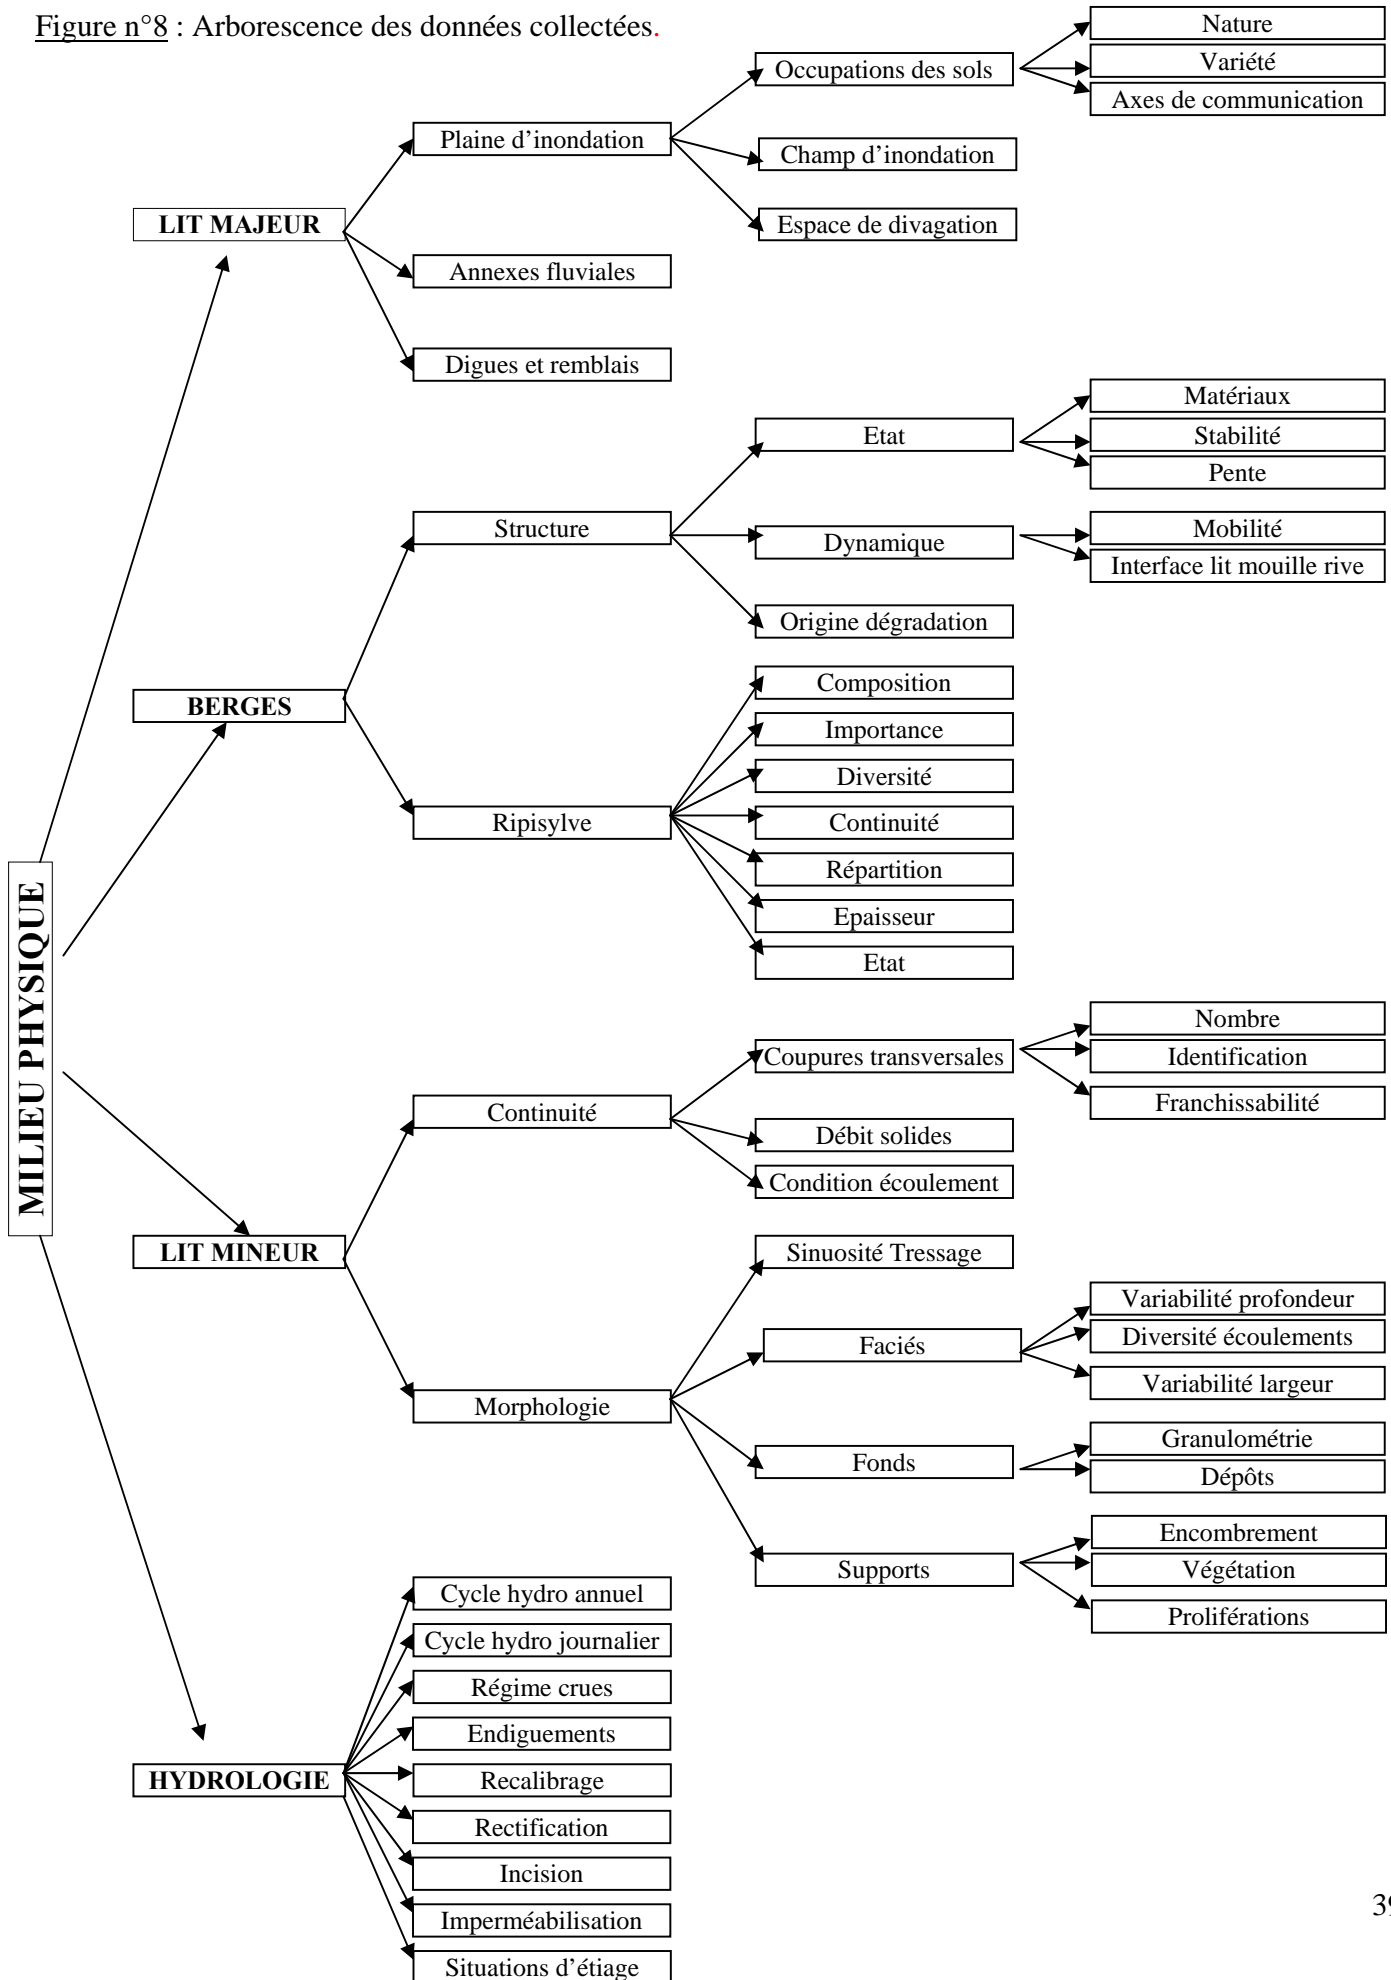 Figure n°8 : Arborescence des données collectées.
MILIEU PHYSIQUE
LIT MAJEUR
Plaine d’inondation
Occupations des sols
Nature
Variété
Axes de communication
Champ d’inondation
Espace de divagation
Annexes fluviales
Digues et remblais
BERGES
Structure
Etat
Matériaux
Stabilité
Pente
Dynamique
Mobilité
Interface lit mouille rive
Origine dégradation
Ripisylve
Composition
Importance
Diversité
Continuité
Répartition
Epaisseur
Etat
LIT MINEUR
Continuité
Coupures transversales
Nombre
Identification
Franchissabilité
Débit solides
Condition écoulement
Morphologie
Sinuosité Tressage
Faciés
Variabilité profondeur
Diversité écoulements
Variabilité largeur
Fonds
Granulométrie
Dépôts
Supports
Encombrement
Végétation
Proliférations
HYDROLOGIE
Cycle hydro annuel
Cycle hydro journalier
Régime crues
Endiguements
Recalibrage
Rectification
Incision
Imperméabilisation
Situations d’étiage
39